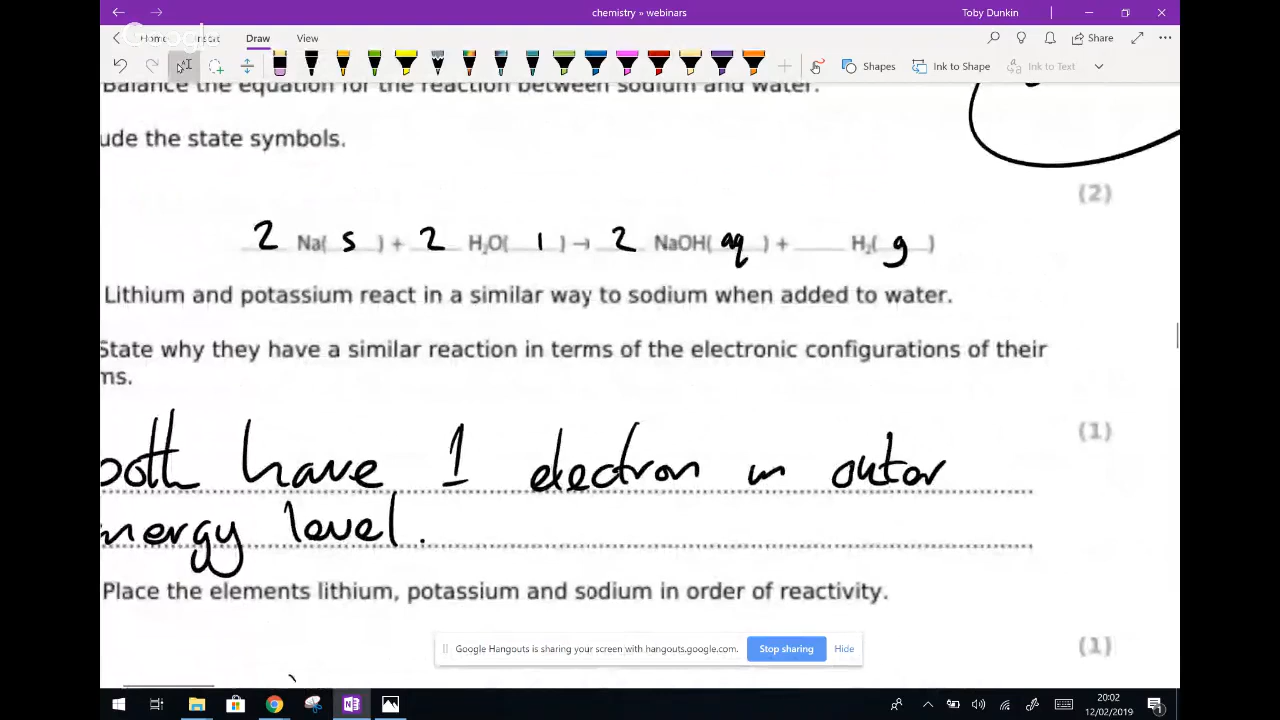 chemistry » webinars
Toby Dunkin
Google
Home Insert Draw View
Share
Shapes Ink to Shape Ink to Text
Balance the equation for the reaction between sodium and water.
ude the state symbols.
(2)
2 Na( s ) + 2 H₂O( l ) → 2 NaOH( aq ) + ____ H₂( g )
Lithium and potassium react in a similar way to sodium when added to water.
State why they have a similar reaction in terms of the electronic configurations of their
ms.
(1)
both have 1 electron in outer
nergy level.
Place the elements lithium, potassium and sodium in order of reactivity.
(1)
Google Hangouts is sharing your screen with hangouts.google.com. Stop sharing Hide
20:02
12/02/2019
1